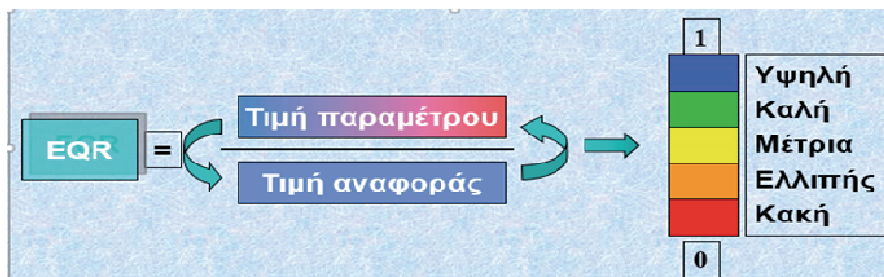 EQR
=
Τιμή παραμέτρου
Τιμή αναφοράς
1
Υψηλή
Καλή
Μέτρια
Ελλιπής
Κακή
0